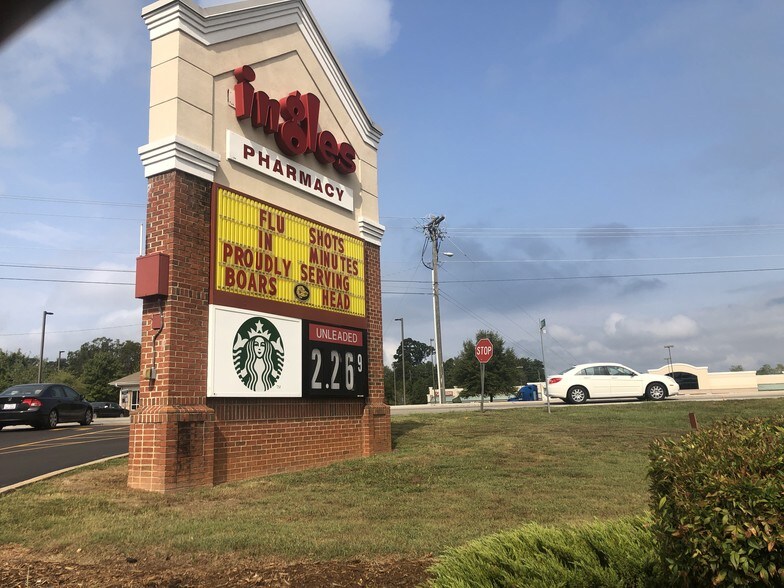 ingles
PHARMACY
FLU SHOTS
IN MINUTES
PROUDLY SERVING
BOARS HEAD
UNLEADED
2.26 9
STOP